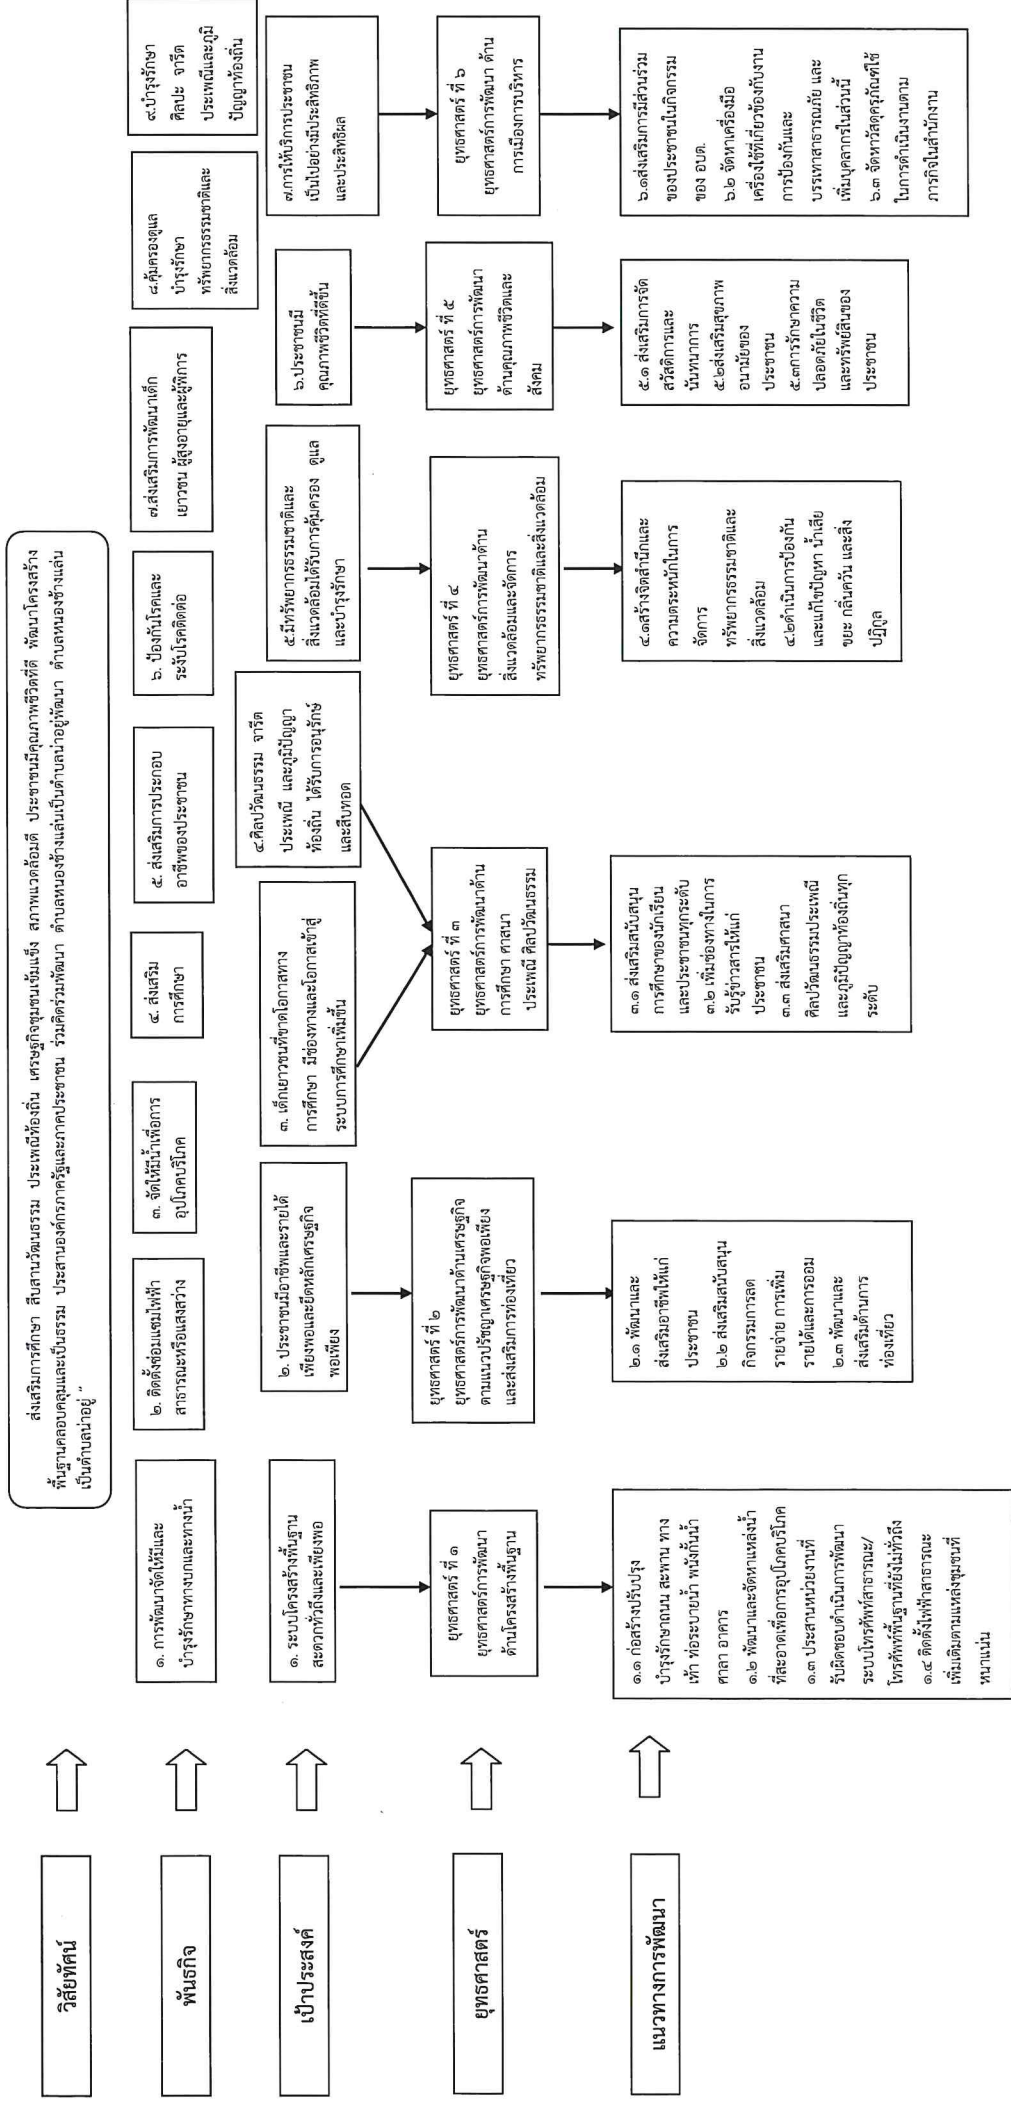 วิสัยทัศน์
ส่งเสริมการศึกษา สืบสานวัฒนธรรม ประเพณีท้องถิ่น เศรษฐกิจชุมชนเข้มแข็ง สภาพแวดล้อมดี ประชาชนมีคุณภาพชีวิตที่ดี พัฒนาโครงสร้าง
พื้นฐานครอบคลุมและเป็นธรรม ประสานองค์กรภาครัฐและภาคประชาชน ร่วมคิดร่วมพัฒนา ตำบลหนองช้างแล่นเป็นตำบลน่าอยู่พัฒนา ตำบลหนองช้างแล่น
เป็นตำบลน่าอยู่ “
พันธกิจ
๑. การพัฒนาจัดให้มีและ
บำรุงรักษาทางบกและทางน้ำ
๒. ติดตั้งซ่อมแซมไฟฟ้า
สาธารณะหรือแสงสว่าง
๓. จัดให้มีน้ำเพื่อการ
อุปโภคบริโภค
๔. ส่งเสริม
การศึกษา
๕. ส่งเสริมการประกอบ
อาชีพของประชาชน
๖. ป้องกันโรคและ
ระงับโรคติดต่อ
๗.ส่งเสริมการพัฒนาเด็ก
เยาวชน ผู้สูงอายุและผู้พิการ
๘.คุ้มครองดูแล
บำรุงรักษา
ทรัพยากรธรรมชาติและ
สิ่งแวดล้อม
๙.บำรุงรักษา
ศิลปะ จารีต
ประเพณีและภูมิ
ปัญญาท้องถิ่น
เป้าประสงค์
๑. ระบบโครงสร้างพื้นฐาน
สะดวกทั่วถึงและเพียงพอ
๒. ประชาชนมีอาชีพและรายได้
เพียงพอและยึดหลักเศรษฐกิจ
พอเพียง
๓. เด็กเยาวชนที่ขาดโอกาสทาง
การศึกษา มีช่องทางและโอกาสเข้าสู่
ระบบการศึกษาเพิ่มขึ้น
๔.ศิลปวัฒนธรรม จารีต
ประเพณี และภูมิปัญญา
ท้องถิ่น ได้รับการอนุรักษ์
และสืบทอด
๕.มีทรัพยากรธรรมชาติและ
สิ่งแวดล้อมได้รับการคุ้มครอง ดูแล
และบำรุงรักษา
๖.ประชาชนมี
คุณภาพชีวิตที่ดีขึ้น
๗.การให้บริการประชาชน
เป็นไปอย่างมีประสิทธิภาพ
และประสิทธิผล
ยุทธศาสตร์
ยุทธศาสตร์ ที่ ๑
ยุทธศาสตร์การพัฒนา
ด้านโครงสร้างพื้นฐาน
ยุทธศาสตร์ ที่ ๒
ยุทธศาสตร์การพัฒนาด้านเศรษฐกิจ
ตามแนวปรัชญาเศรษฐกิจพอเพียง
และส่งเสริมการท่องเที่ยว
ยุทธศาสตร์ ที่ ๓
ยุทธศาสตร์การพัฒนาด้าน
การศึกษา ศาสนา
ประเพณี ศิลปวัฒนธรรม
ยุทธศาสตร์ ที่ ๔
ยุทธศาสตร์การพัฒนาด้าน
สิ่งแวดล้อมและจัดการ
ทรัพยากรธรรมชาติและสิ่งแวดล้อม
ยุทธศาสตร์ ที่ ๕
ยุทธศาสตร์การพัฒนา
ด้านคุณภาพชีวิตและ
สังคม
ยุทธศาสตร์ ที่ ๖
ยุทธศาสตร์การพัฒนา ด้าน
การเมืองการบริหาร
แนวทางการพัฒนา
๑.๑ ก่อสร้างปรับปรุง
บำรุงรักษาถนน สะพาน ทาง
เท้า ท่อระบายน้ำ พนังกั้นน้ำ
ศาลา อาคาร
๑.๒ พัฒนาและจัดหาแหล่งน้ำ
ที่สะอาดเพื่อการอุปโภคบริโภค
๑.๓ ประสานหน่วยงานที่
รับผิดชอบดำเนินการพัฒนา
ระบบโทรศัพท์สาธารณะ/
โทรศัพท์พื้นฐานที่ยังไม่ทั่วถึง
๑.๔ ติดตั้งไฟฟ้าสาธารณะ
เพิ่มเติมตามแหล่งชุมชนที่
หนาแน่น
๒.๑ พัฒนาและ
ส่งเสริมอาชีพให้แก่
ประชาชน
๒.๒ ส่งเสริมสนับสนุน
กิจกรรมการลด
รายจ่าย การเพิ่ม
รายได้และการออม
๒.๓ พัฒนาและ
ส่งเสริมด้านการ
ท่องเที่ยว
๓.๑ ส่งเสริมสนับสนุน
การศึกษาของนักเรียน
และประชาชนทุกระดับ
๓.๒ เพิ่มช่องทางในการ
รับรู้ข่าวสารให้แก่
ประชาชน
๓.๓ ส่งเสริมศาสนา
ศิลปวัฒนธรรมประเพณี
และภูมิปัญญาท้องถิ่นทุก
ระดับ
๔.๑สร้างจิตสำนึกและ
ความตระหนักในการ
จัดการ
ทรัพยากรธรรมชาติและ
สิ่งแวดล้อม
๔.๒ดำเนินการป้องกัน
และแก้ไขปัญหา น้ำเสีย
ขยะ กลิ่นควัน และสิ่ง
ปฏิกูล
๕.๑ ส่งเสริมการจัด
สวัสดิการและ
นันทนาการ
๕.๒ส่งเสริมสุขภาพ
อนามัยของ
ประชาชน
๕.๓การรักษาความ
ปลอดภัยในชีวิต
และทรัพย์สินของ
ประชาชน
๖.๑ส่งเสริมการมีส่วนร่วม
ของประชาชนในกิจกรรม
ของ อบต.
๖.๒ จัดหาเครื่องมือ
เครื่องใช้ที่เกี่ยวข้องกับงาน
การป้องกันและ
บรรเทาสาธารณภัย และ
เพิ่มบุคลากรในส่วนนี้
๖.๓ จัดหาวัสดุครุภัณฑ์ใช้
ในการดำเนินงานตาม
ภารกิจในสำนักงาน